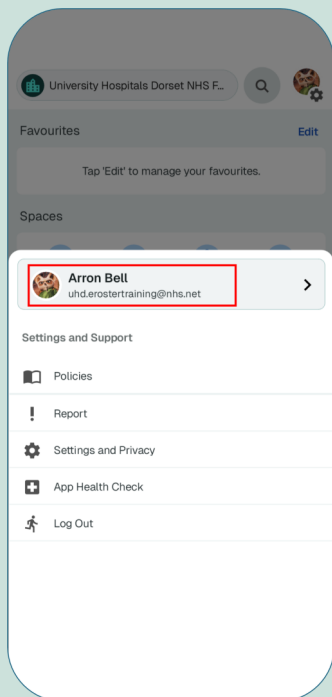 University Hospitals Dorset NHS F...
Favourites
Edit
Tap 'Edit' to manage your favourites.
Spaces
Arron Bell
uhd.erostertraining@nhs.net
Settings and Support
Policies
Report
Settings and Privacy
App Health Check
Log Out